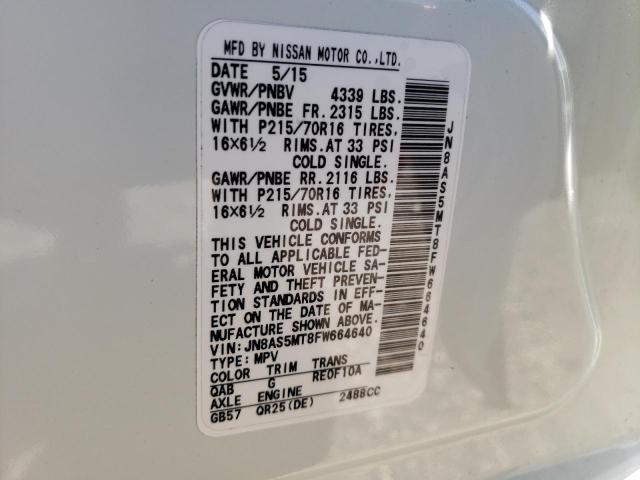 MFD BY NISSAN MOTOR CO.,LTD.
DATE 5/15
GVWR/PNBV 4339 LBS.
GAWR/PNBE FR. 2315 LBS.
WITH P215/70R16 TIRES,
16X6½ RIMS.AT 33 PSI
COLD SINGLE.
GAWR/PNBE RR. 2116 LBS.
WITH P215/70R16 TIRES,
16X6½ RIMS.AT 33 PSI
COLD SINGLE.
THIS VEHICLE CONFORMS
TO ALL APPLICABLE FED-
ERAL MOTOR VEHICLE SA-
FETY AND THEFT PREVEN-
TION STANDARDS IN EFF-
ECT ON THE DATE OF MA-
NUFACTURE SHOWN ABOVE.
VIN:JN8AS5MT8FW664640
TYPE:MPV
COLOR TRIM TRANS
QAB G RE0F10A
AXLE ENGINE
GB57 QR25(DE) 2488CC
JN8AS5MT8FW664640